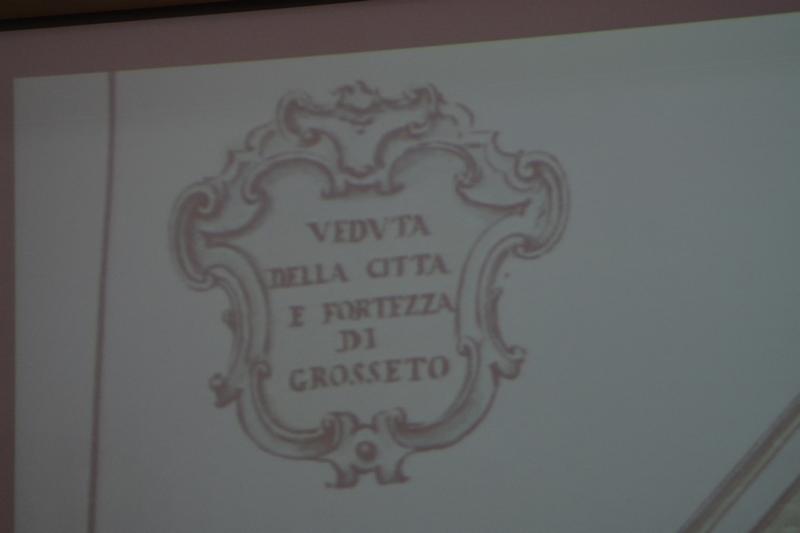 VEDVTA
DELLA CITTA
E FORTEZZA
DI
GROSSETO